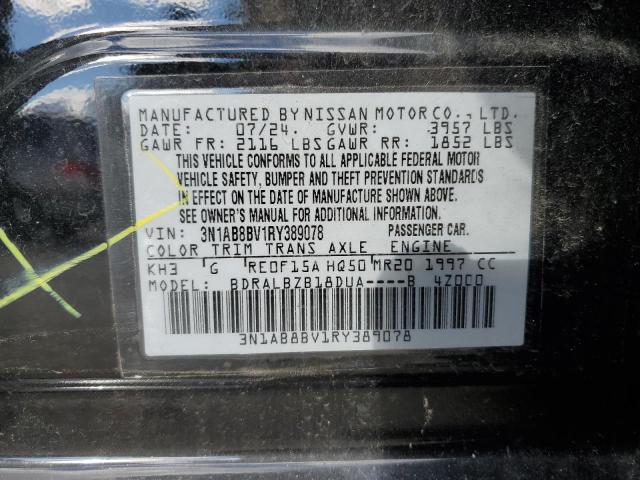 MANUFACTURED BY NISSAN MOTOR CO., LTD.
DATE: 07/24. GVWR: 3957 LBS
GAWR FR: 2116 LBS GAWR RR: 1852 LBS
THIS VEHICLE CONFORMS TO ALL APPLICABLE FEDERAL MOTOR
VEHICLE SAFETY, BUMPER AND THEFT PREVENTION STANDARDS
IN EFFECT ON THE DATE OF MANUFACTURE SHOWN ABOVE.
SEE OWNER'S MANUAL FOR ADDITIONAL INFORMATION.
VIN: 3N1AB8BV1RY389078 PASSENGER CAR.
COLOR TRIM TRANS AXLE ENGINE
KH3 G RE0F15A HQ50 MR20 1997 CC
MODEL: BDRALBZB18DUA----B 4Z0C0
3N1AB8BV1RY389078